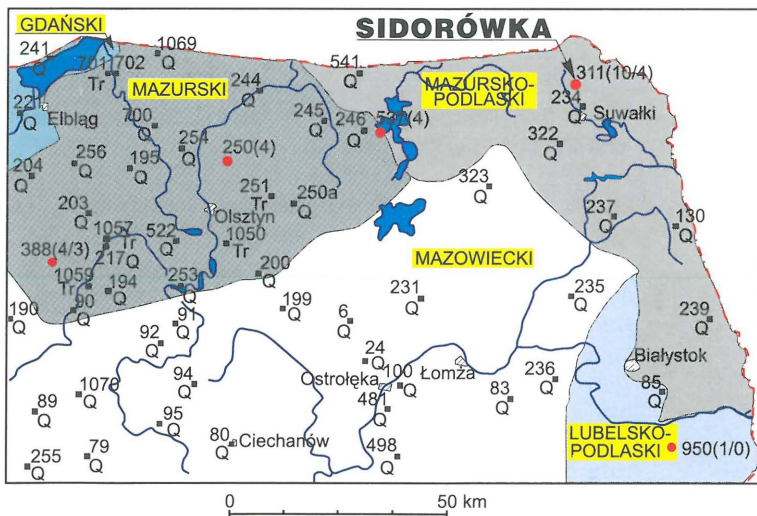 GDAŃSKI
SIDORÓWKA
241
Q
701 702
Tr
1069
Q
541
Q
311(10/4)
MAZURSKI
MAZURSKO-
PODLASKI
244
Q
234
Q
Suwałki
Q
Elbląg
700
Q
245
Q
246
Q
254
Q
250(4)
322
Q
204
Q
256
Q
195
Q
251
Tr
250a
Q
323
Q
203
Q
Olsztyn
237
Q
130
Q
1057
Tr
217
Q
522
Q
1050
Tr
388(4/3)
MAZOWIECKI
1059
Tr
194
Q
253
Q
200
Q
190
Q
90
Q
91
Q
199
Q
6
Q
231
Q
235
Q
239
Q
92
Q
24
Q
Białystok
94
Q
Ostrołęka
100
Q
Łomża
236
Q
85
Q
89
Q
Q
481
Q
83
Q
95
Q
80
Q
Ciechanów
LUBELSKO-
PODLASKI
950(1/0)
255
Q
79
Q
498
Q
0
50 km